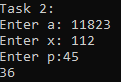 Task 2:
Enter a: 11823
Enter x: 112
Enter p:45
36